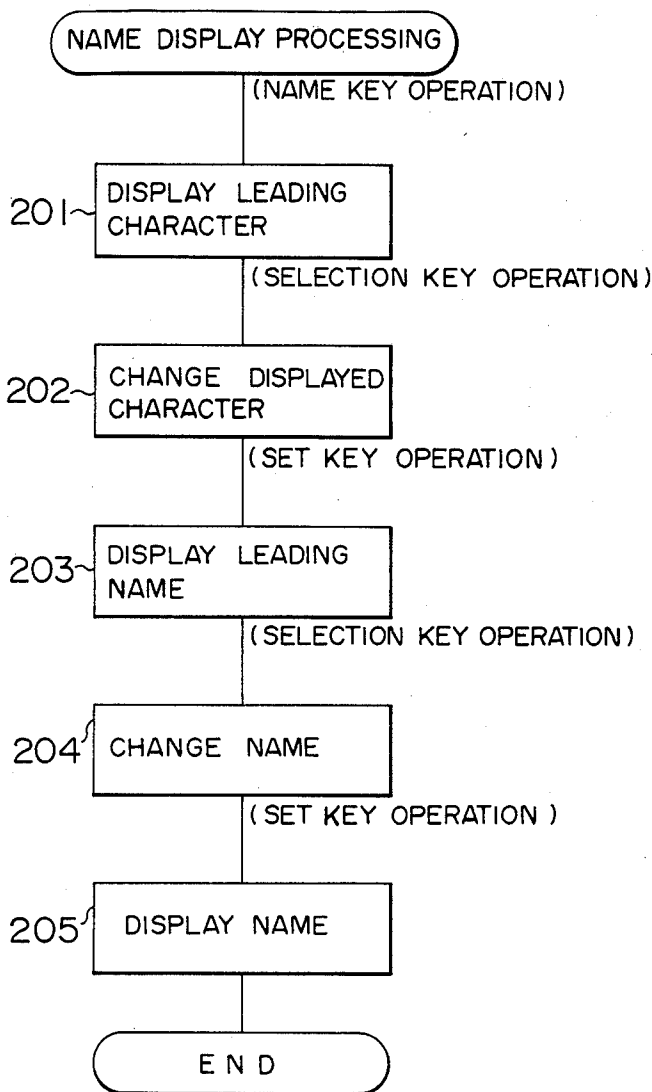 NAME DISPLAY PROCESSING
(NAME KEY OPERATION)
201
DISPLAY LEADING
CHARACTER
(SELECTION KEY OPERATION)
202
CHANGE DISPLAYED
CHARACTER
(SET KEY OPERATION)
203
DISPLAY LEADING
NAME
(SELECTION KEY OPERATION)
204
CHANGE NAME
(SET KEY OPERATION)
205
DISPLAY NAME
END